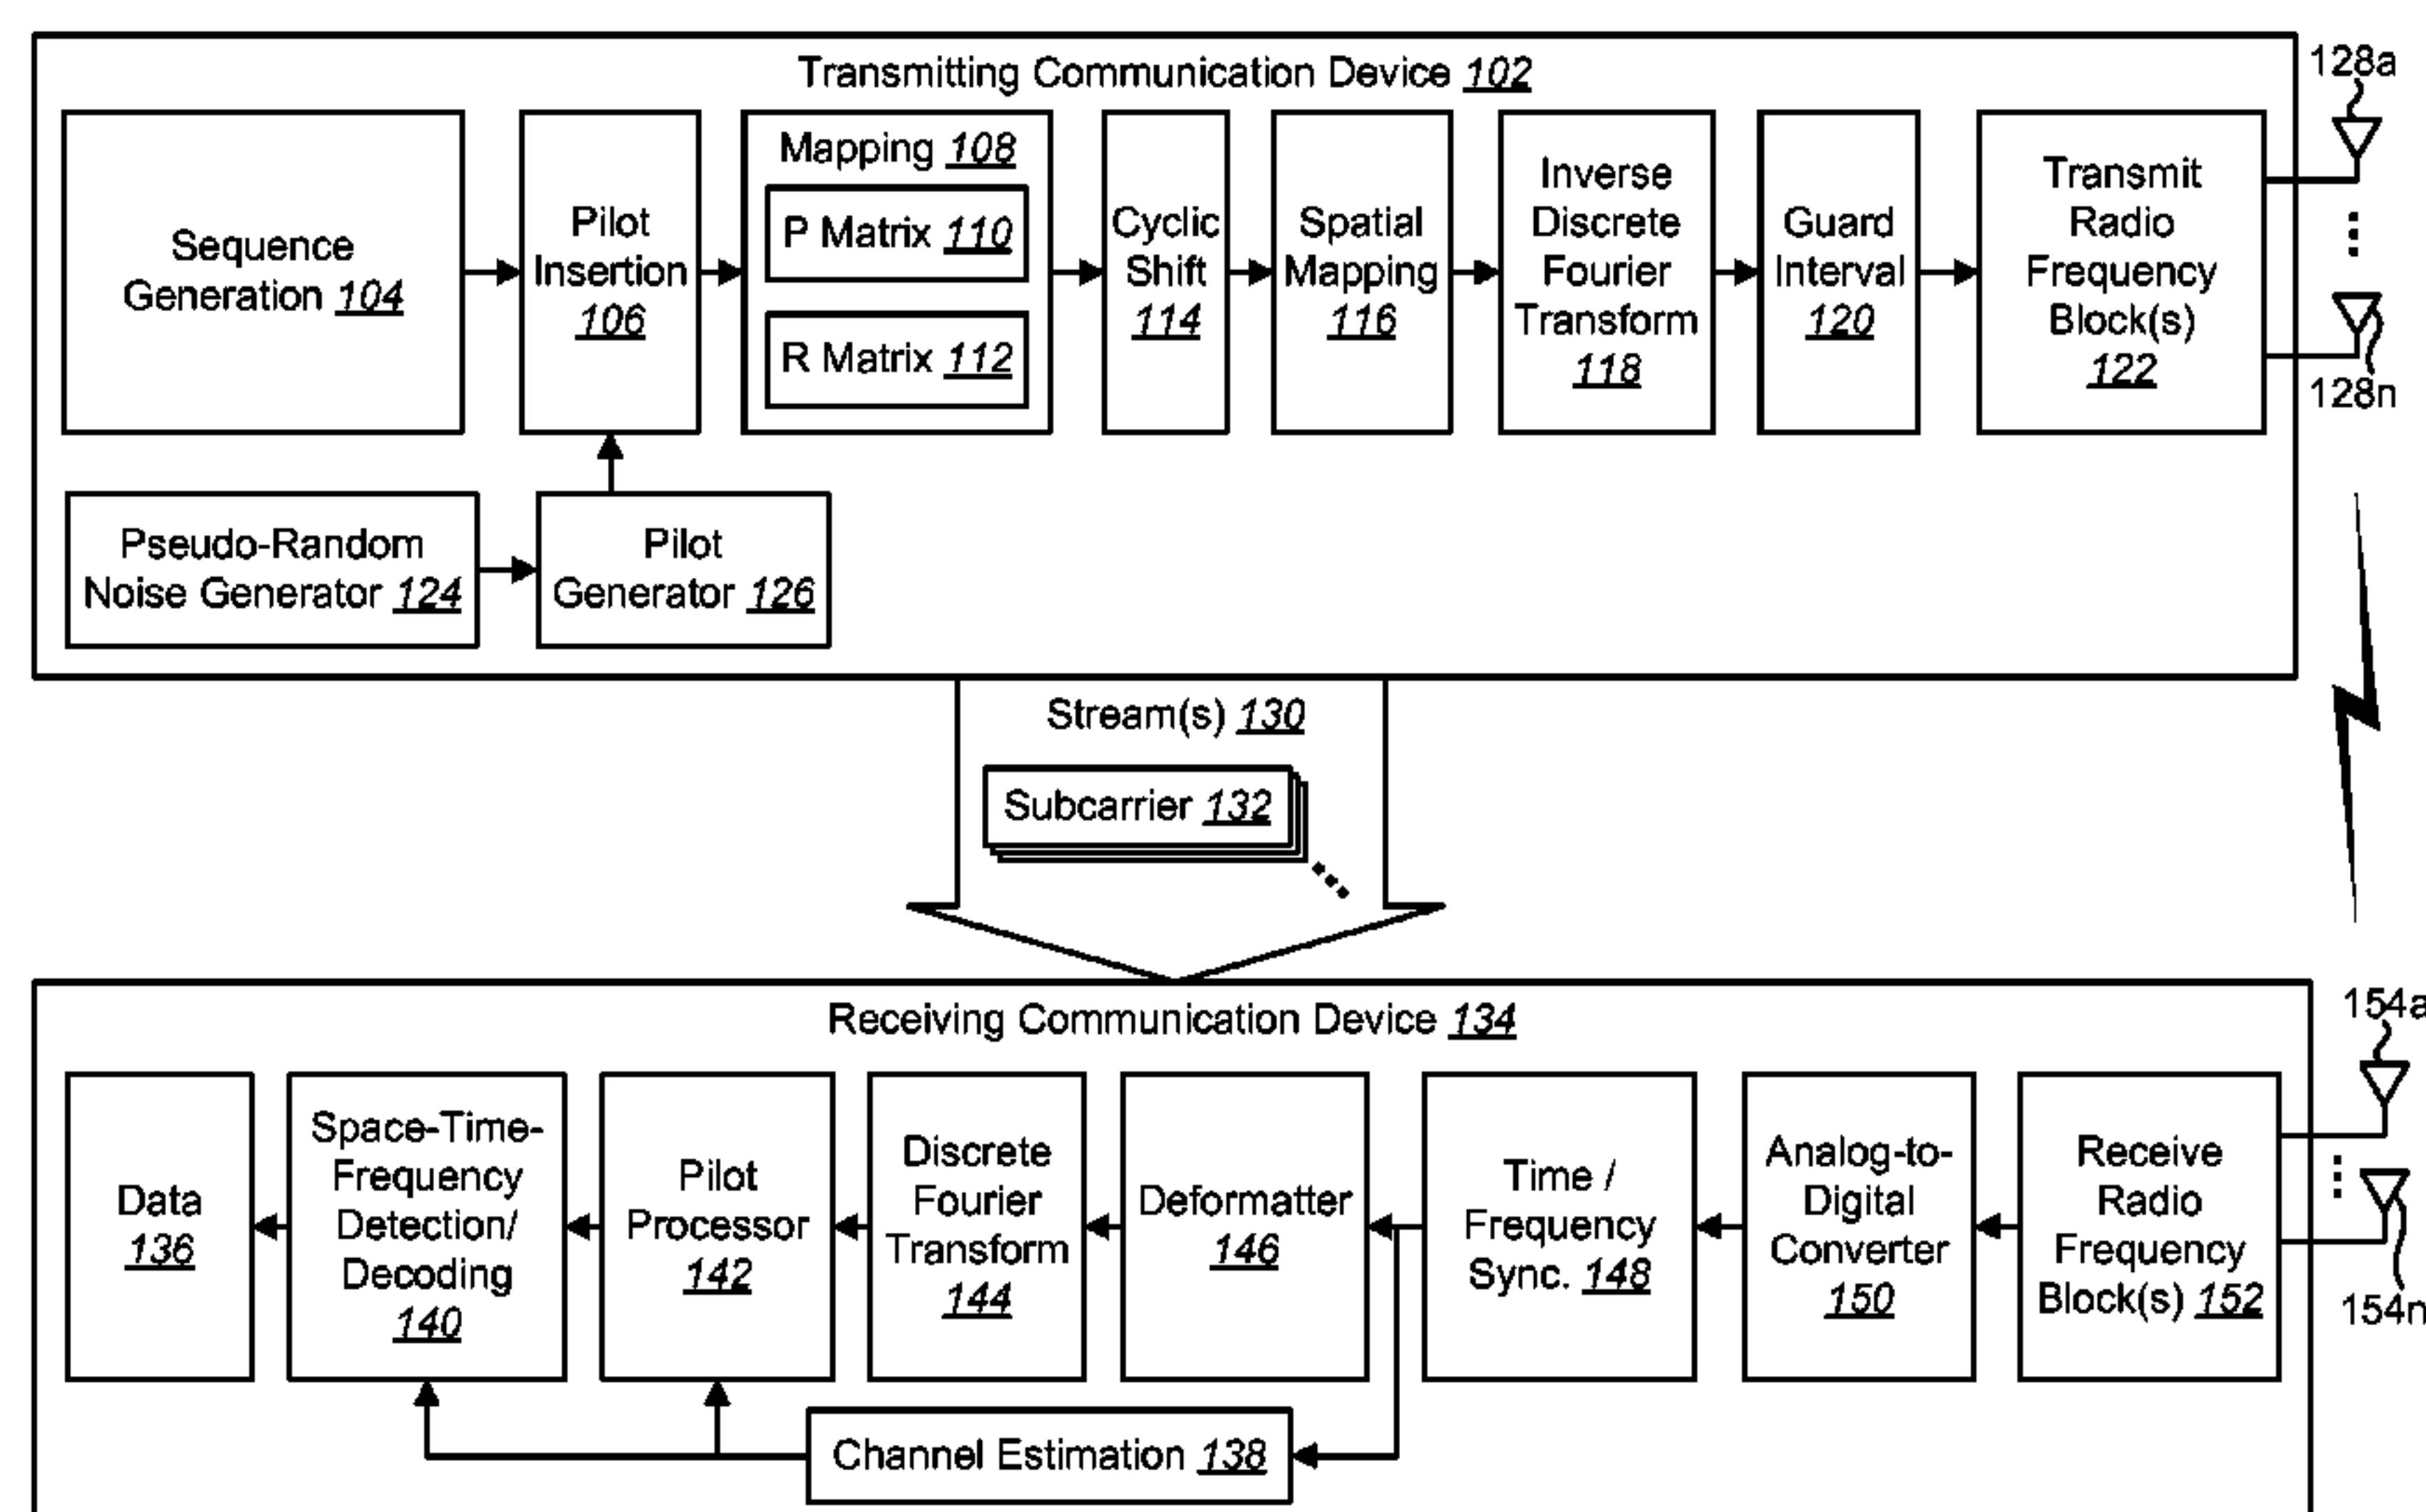 Transmitting Communication Device 102
128a
Sequence
Generation 104
Pilot
Insertion
106
Mapping 108
P Matrix 110
R Matrix 112
Cyclic
Shift
114
Spatial
Mapping
116
Inverse
Discrete
Fourier
Transform
118
Guard
Interval
120
Transmit
Radio
Frequency
Block(s)
122
128n
Pseudo-Random
Noise Generator 124
Pilot
Generator 126
Stream(s) 130
Subcarrier 132
Receiving Communication Device 134
154a
Data
136
Space-Time-
Frequency
Detection/
Decoding
140
Pilot
Processor
142
Discrete
Fourier
Transform
144
Deformatter
146
Time /
Frequency
Sync. 148
Analog-to-
Digital
Converter
150
Receive
Radio
Frequency
Block(s) 152
154n
Channel Estimation 138